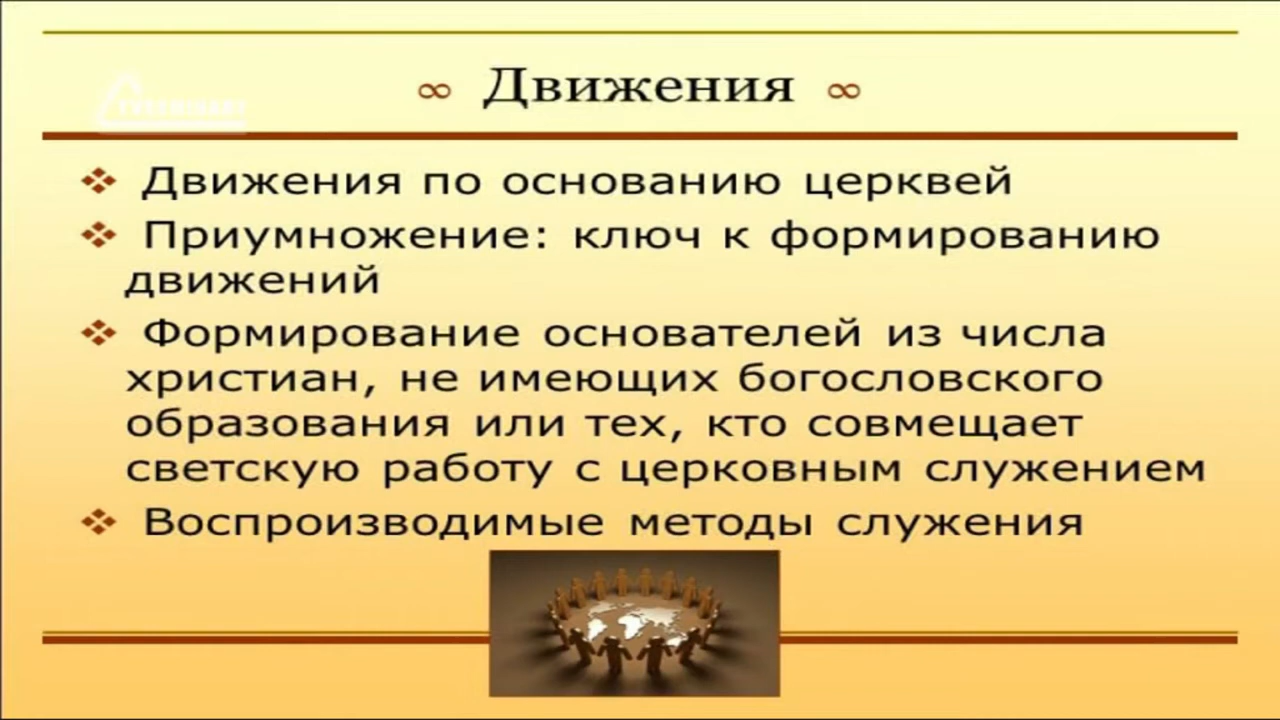 ∞ Движения ∞
❖ Движения по основанию церквей
❖ Приумножение: ключ к формированию
движений
❖ Формирование основателей из числа
христиан, не имеющих богословского
образования или тех, кто совмещает
светскую работу с церковным служением
❖ Воспроизводимые методы служения